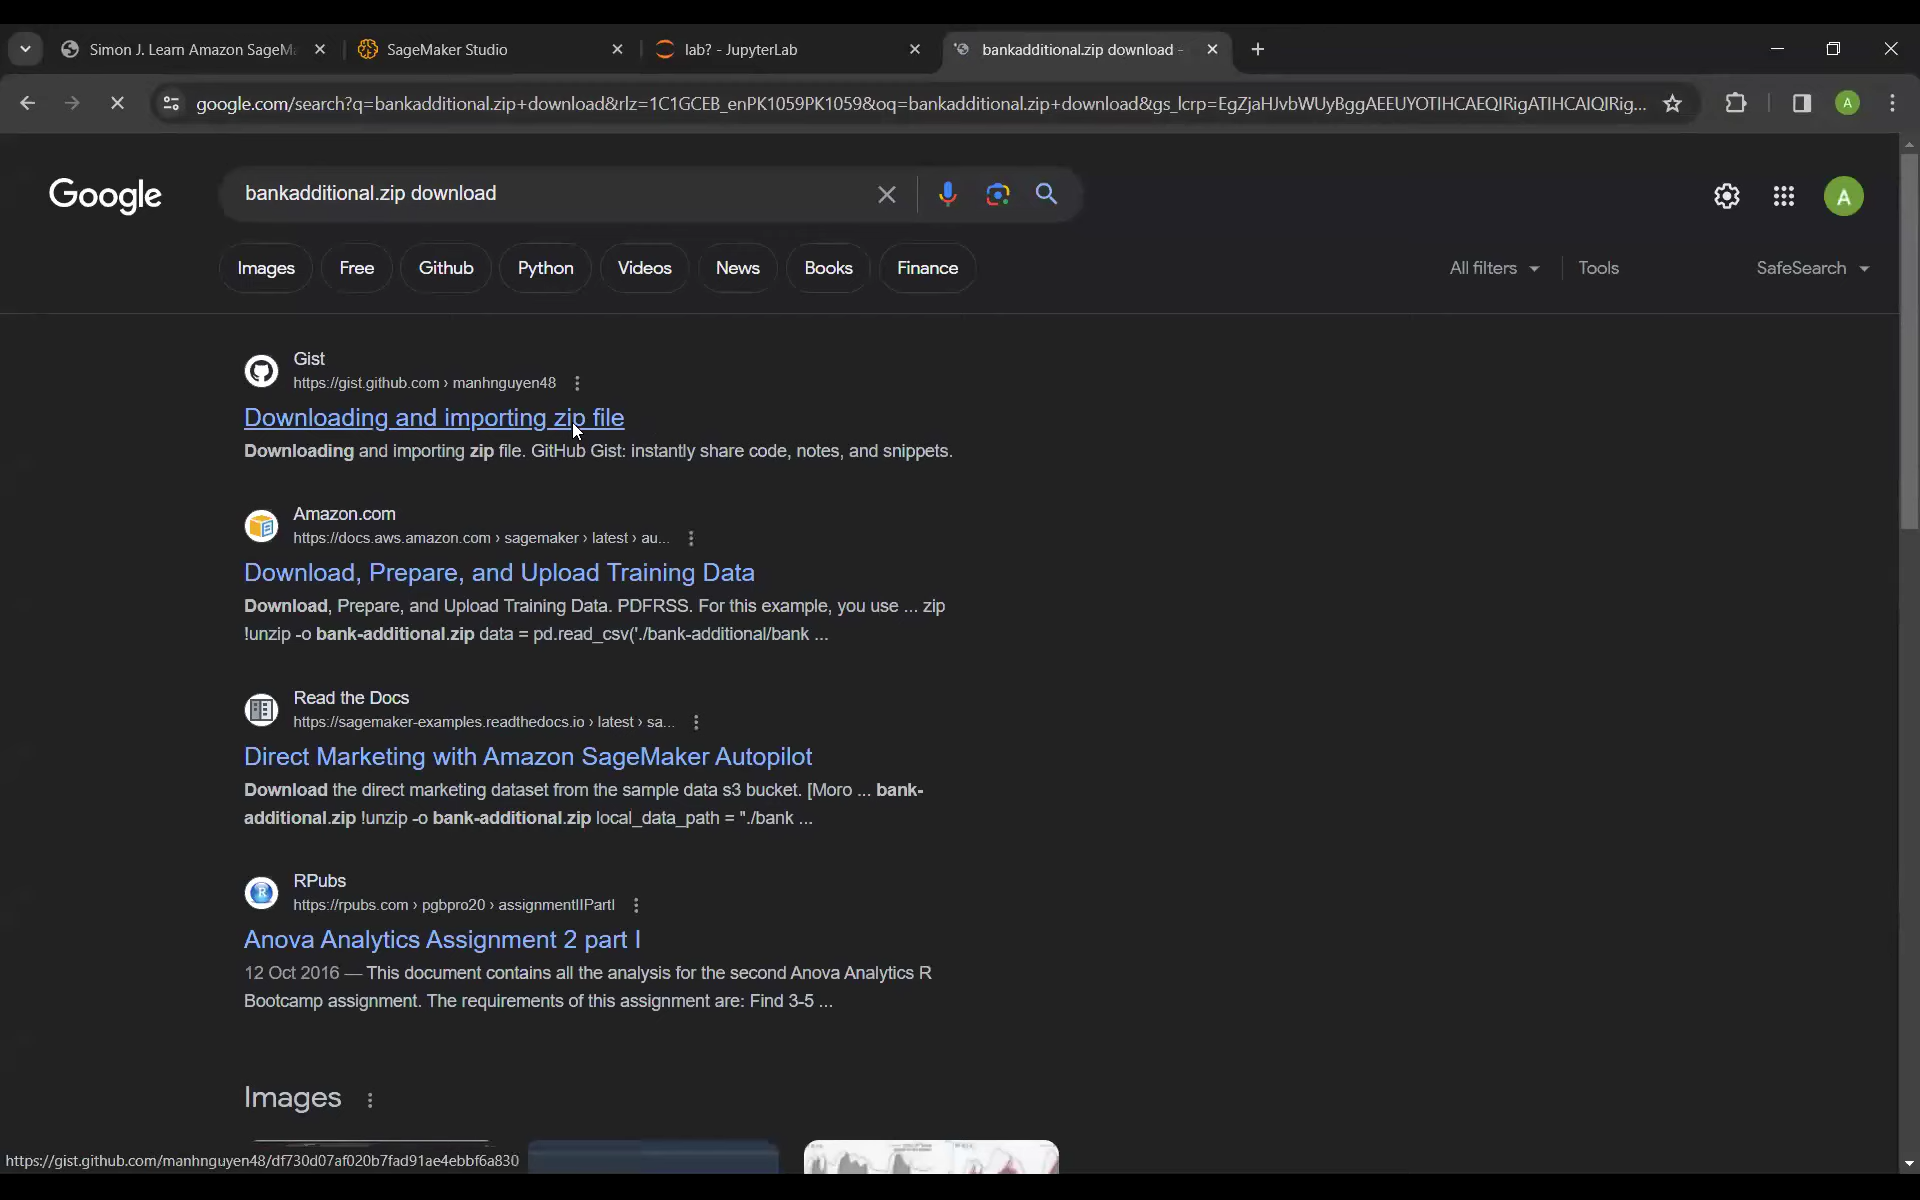 Simon J. Learn Amazon SageMa
SageMaker Studio
lab? - JupyterLab
bankadditional.zip download -
google.com/search?q=bankadditional.zip+download&rlz=1C1GCEB_enPK1059PK1059&oq=bankadditional.zip+download&gs_lcrp=EgZjaHJvbWUyBggAEEUYOTIHCAEQIRigATIHCAIQIRig...
A
Google
bankadditional.zip download
A
Images
Free
Github
Python
Videos
News
Books
Finance
All filters
Tools
SafeSearch
Gist
https://gist.github.com › manhnguyen48
Downloading and importing zip file
Downloading and importing zip file. GitHub Gist: instantly share code, notes, and snippets.
Amazon.com
https://docs.aws.amazon.com › sagemaker › latest › au...
Download, Prepare, and Upload Training Data
Download, Prepare, and Upload Training Data. PDFRSS. For this example, you use ... zip
!unzip -o bank-additional.zip data = pd.read_csv('./bank-additional/bank ...
Read the Docs
https://sagemaker-examples.readthedocs.io › latest › sa...
Direct Marketing with Amazon SageMaker Autopilot
Download the direct marketing dataset from the sample data s3 bucket. [Moro ... bank-
additional.zip !unzip -o bank-additional.zip local_data_path = "./bank ...
R
RPubs
https://rpubs.com › pgbpro20 › assignmentIIPartI
Anova Analytics Assignment 2 part I
12 Oct 2016 — This document contains all the analysis for the second Anova Analytics R
Bootcamp assignment. The requirements of this assignment are: Find 3-5 ...
Images
https://gist.github.com/manhnguyen48/df730d07af020b7fad91ae4ebbf6a830